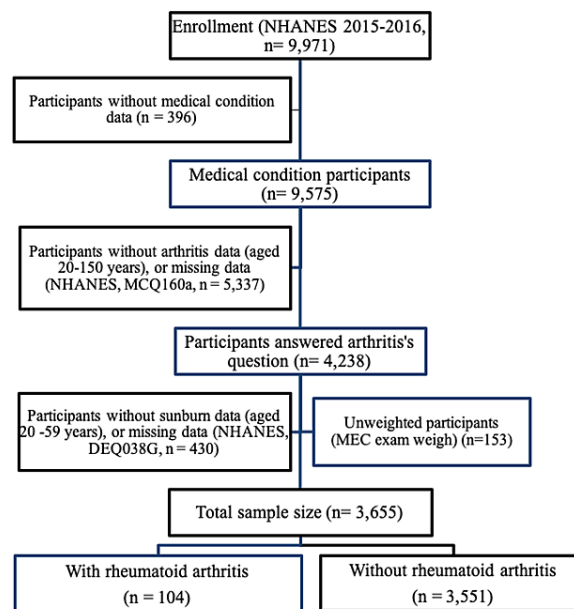 Enrollment (NHANES 2015-2016,
n= 9,971)
Participants without medical condition
data (n = 396)
Medical condition participants
(n= 9,575)
Participants without arthritis data (aged
20-150 years), or missing data
(NHANES, MCQ160a, n = 5,337)
Participants answered arthritis's
question (n = 4,238)
Participants without sunburn data (aged
20 -59 years), or missing data (NHANES,
DEQ038G, n = 430)
Unweighted participants
(MEC exam weigh) (n=153)
Total sample size (n= 3,655)
With rheumatoid arthritis
(n = 104)
Without rheumatoid arthritis
(n = 3,551)